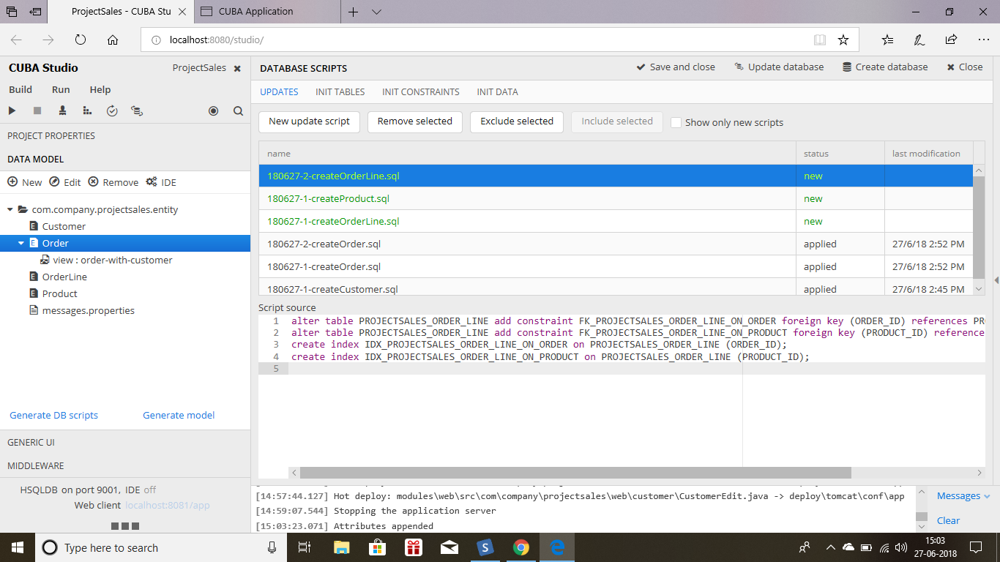 ProjectSales - CUBA Stu
CUBA Application
localhost:8080/studio/
CUBA Studio
ProjectSales
Build Run Help
PROJECT PROPERTIES
DATA MODEL
New Edit Remove IDE
com.company.projectsales.entity
E Customer
E Order
view : order-with-customer
E OrderLine
E Product
messages.properties
Generate DB scripts Generate model
GENERIC UI
MIDDLEWARE
HSQLDB on port 9001, IDE off
Web client localhost:8081/app
DATABASE SCRIPTS
Save and close Update database Create database Close
UPDATES INIT TABLES INIT CONSTRAINTS INIT DATA
New update script Remove selected Exclude selected Include selected Show only new scripts
name status last modification
180627-2-createOrderLine.sql new
180627-1-createProduct.sql new
180627-1-createOrderLine.sql new
180627-2-createOrder.sql applied 27/6/18 2:52 PM
180627-1-createOrder.sql applied 27/6/18 2:52 PM
180627-1-createCustomer.sql applied 27/6/18 2:45 PM
Script source
1 alter table PROJECTSALES_ORDER_LINE add constraint FK_PROJECTSALES_ORDER_LINE_ON_ORDER foreign key (ORDER_ID) references PR
2 alter table PROJECTSALES_ORDER_LINE add constraint FK_PROJECTSALES_ORDER_LINE_ON_PRODUCT foreign key (PRODUCT_ID) reference
3 create index IDX_PROJECTSALES_ORDER_LINE_ON_ORDER on PROJECTSALES_ORDER_LINE (ORDER_ID);
4 create index IDX_PROJECTSALES_ORDER_LINE_ON_PRODUCT on PROJECTSALES_ORDER_LINE (PRODUCT_ID);
5
[14:57:44.127] Hot deploy: modules\web\src\com\company\projectsales\web\customer\CustomerEdit.java -> deploy\tomcat\conf\app
[14:59:07.544] Stopping the application server
[15:03:23.071] Attributes appended
Messages
Clear
Type here to search
S
15:03
27-06-2018